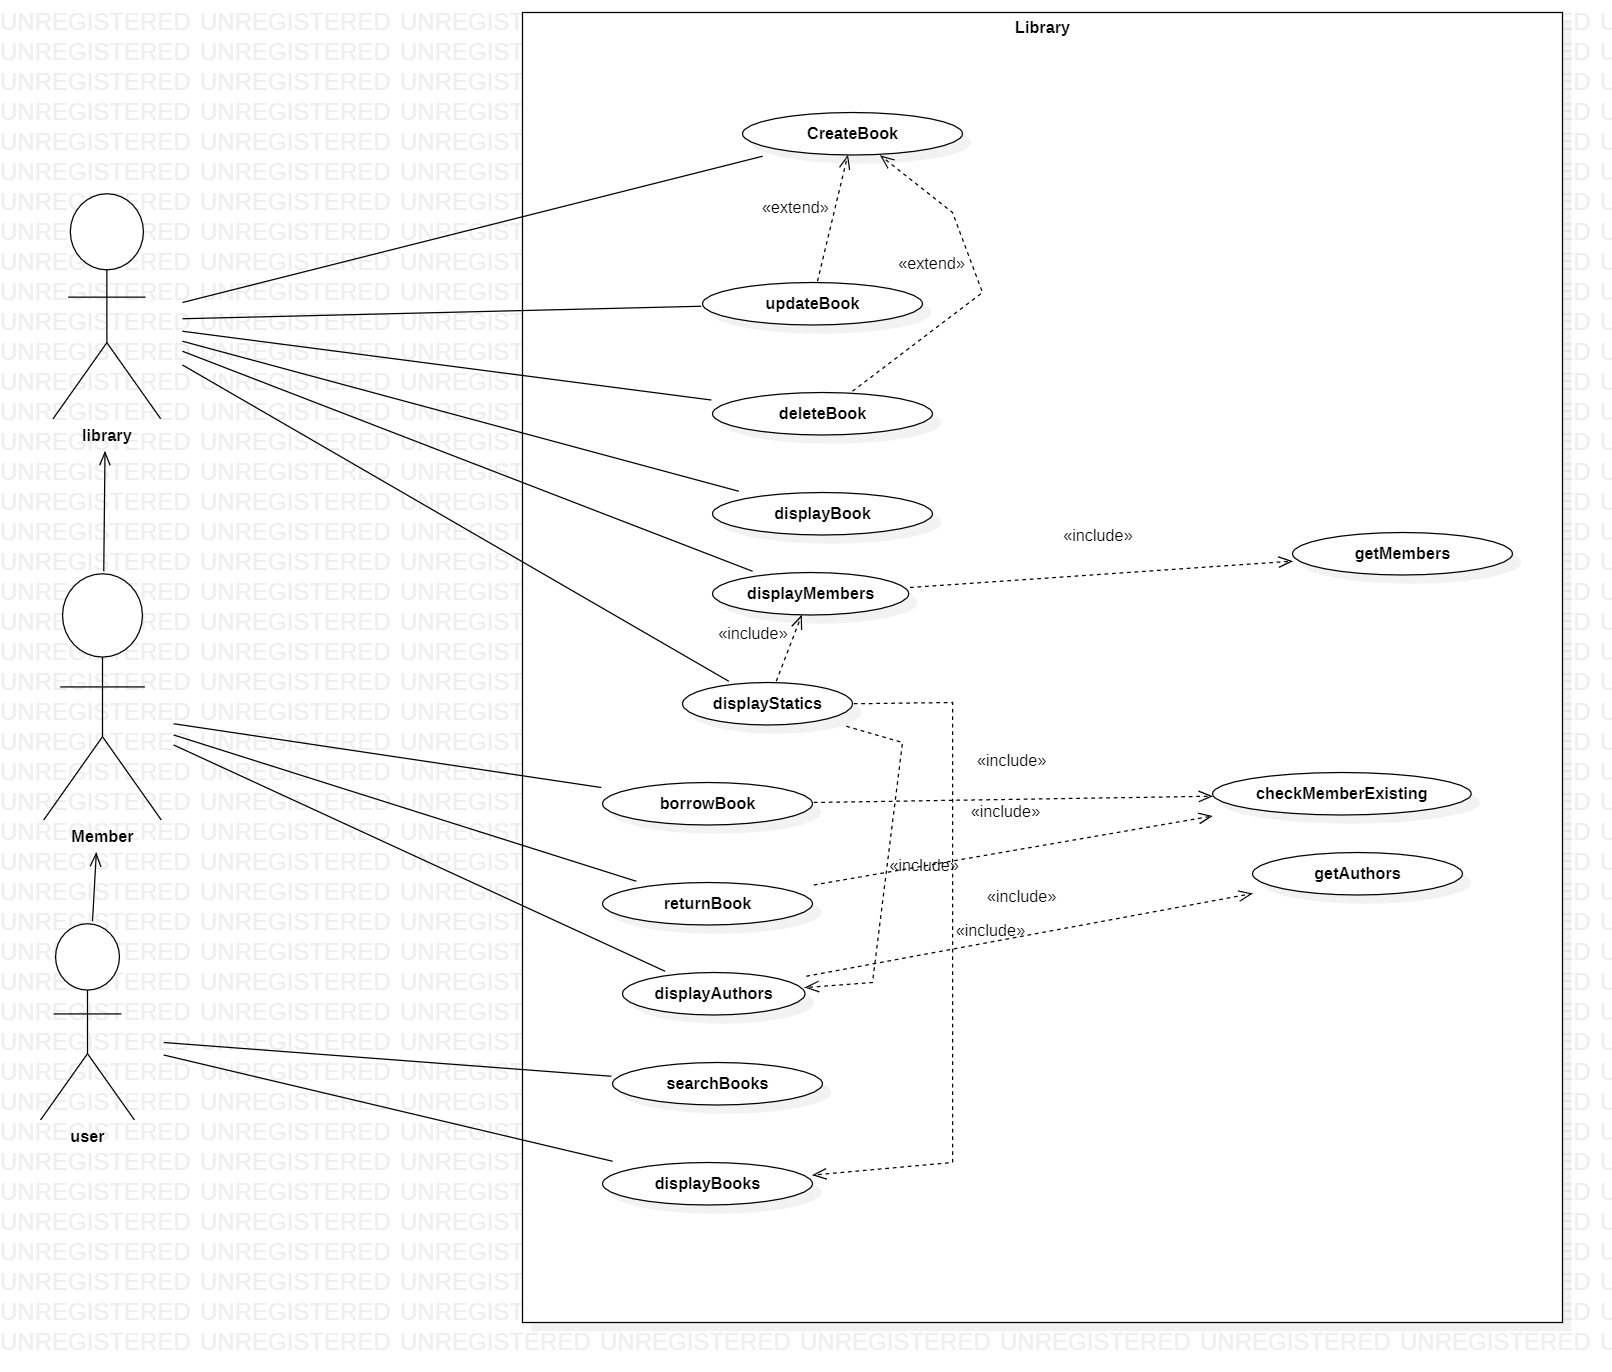 Library
CreateBook
«extend»
«extend»
updateBook
deleteBook
library
displayBook
«include»
getMembers
displayMembers
«include»
displayStatics
«include»
borrowBook
checkMemberExisting
«include»
Member
«include»
getAuthors
«include»
returnBook
«include»
displayAuthors
searchBooks
user
displayBooks
UNREGISTERED UNREGISTERED UNREGISTERED UNREGISTERED UNREGISTERED UNREGISTERED UNREGISTERED UNREGISTERED